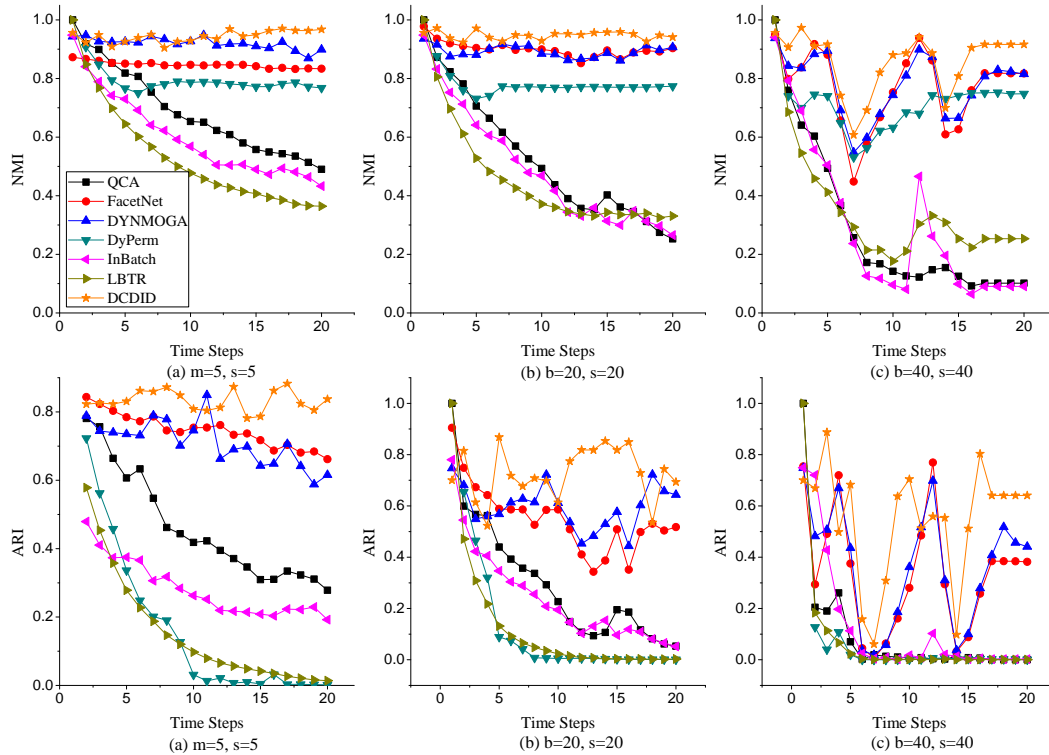 NMI
1.0
0.8
0.6
0.4
0.2
0.0
QCA
FacetNet
DYNMOGA
DyPerm
InBatch
LBTR
DCDID
0 5 10 15 20
Time Steps
(a) m=5, s=5
NMI
1.0
0.8
0.6
0.4
0.2
0.0
0 5 10 15 20
Time Steps
(b) b=20, s=20
NMI
1.0
0.8
0.6
0.4
0.2
0.0
0 5 10 15 20
Time Steps
(c) b=40, s=40
ARI
0.8
0.6
0.4
0.2
0.0
0 5 10 15 20
Time Steps
(a) m=5, s=5
ARI
1.0
0.8
0.6
0.4
0.2
0.0
0 5 10 15 20
Time Steps
(b) b=20, s=20
ARI
1.0
0.8
0.6
0.4
0.2
0.0
0 5 10 15 20
Time Steps
(c) b=40, s=40